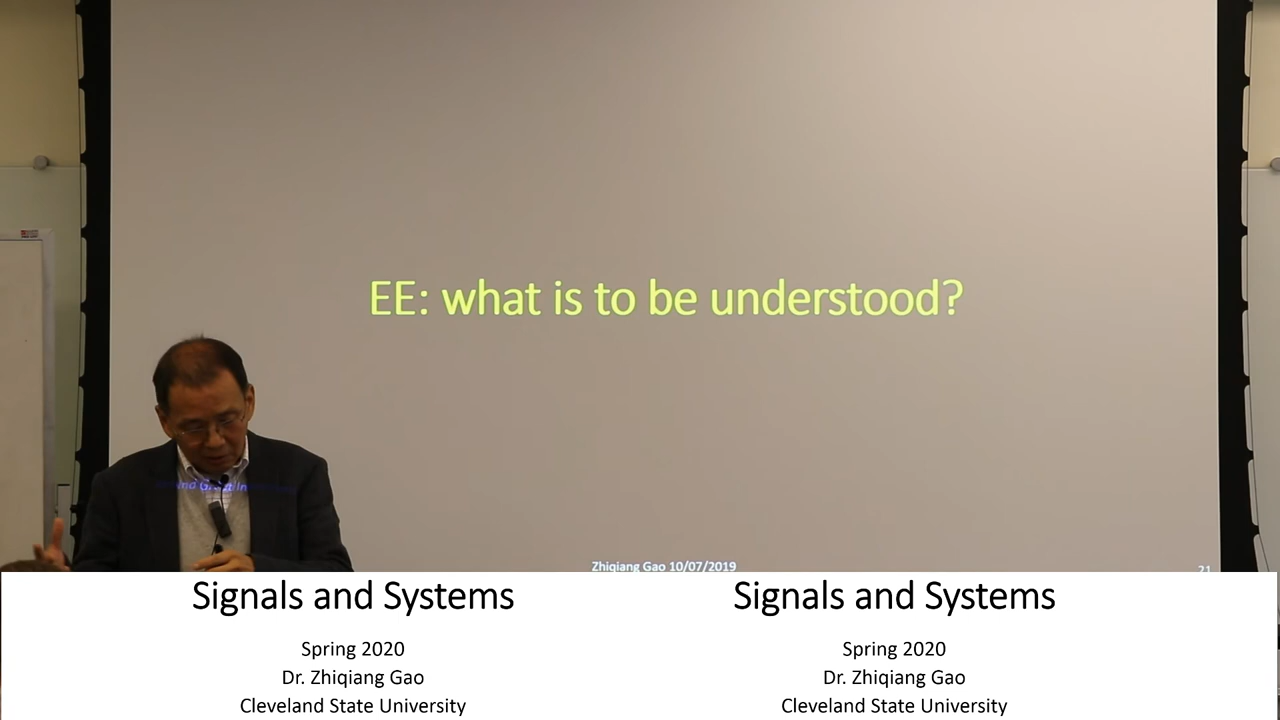 EE: what is to be understood?
Zhiqiang Gao 10/07/2019
21
Signals and Systems
Spring 2020
Dr. Zhiqiang Gao
Cleveland State University
Signals and Systems
Spring 2020
Dr. Zhiqiang Gao
Cleveland State University